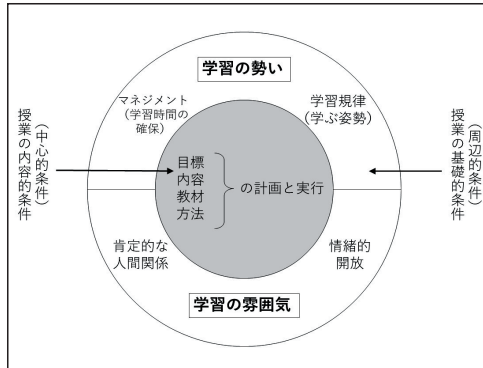 学習の勢い
マネジメント
（学習時間の
確保）
学習規律
（学ぶ姿勢）
授業の内容的条件
（中心的条件）
目標
内容
教材
方法
の計画と実行
（周辺的条件）
授業の基礎的条件
肯定的な
人間関係
情緒的
開放
学習の雰囲気